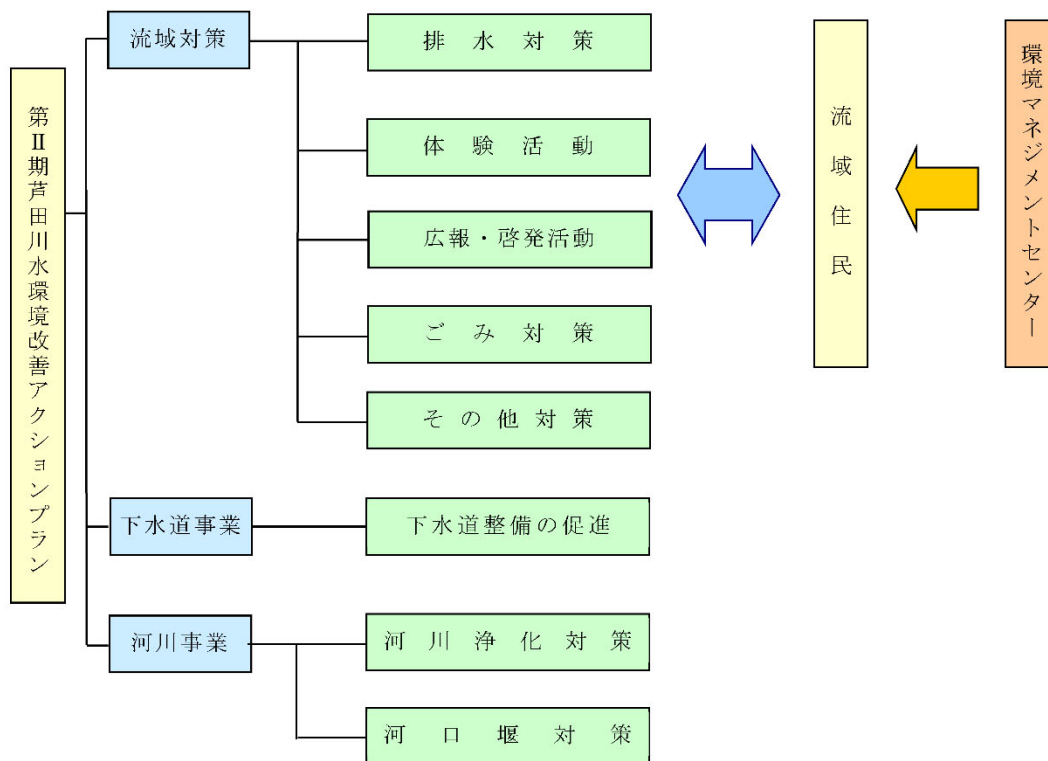 第Ⅱ期芦田川水環境改善アクションプラン
流域対策
排水対策
体験活動
広報・啓発活動
ごみ対策
その他対策
下水道事業
下水道整備の促進
河川事業
河川浄化対策
河口堰対策
流域住民
環境マネジメントセンター